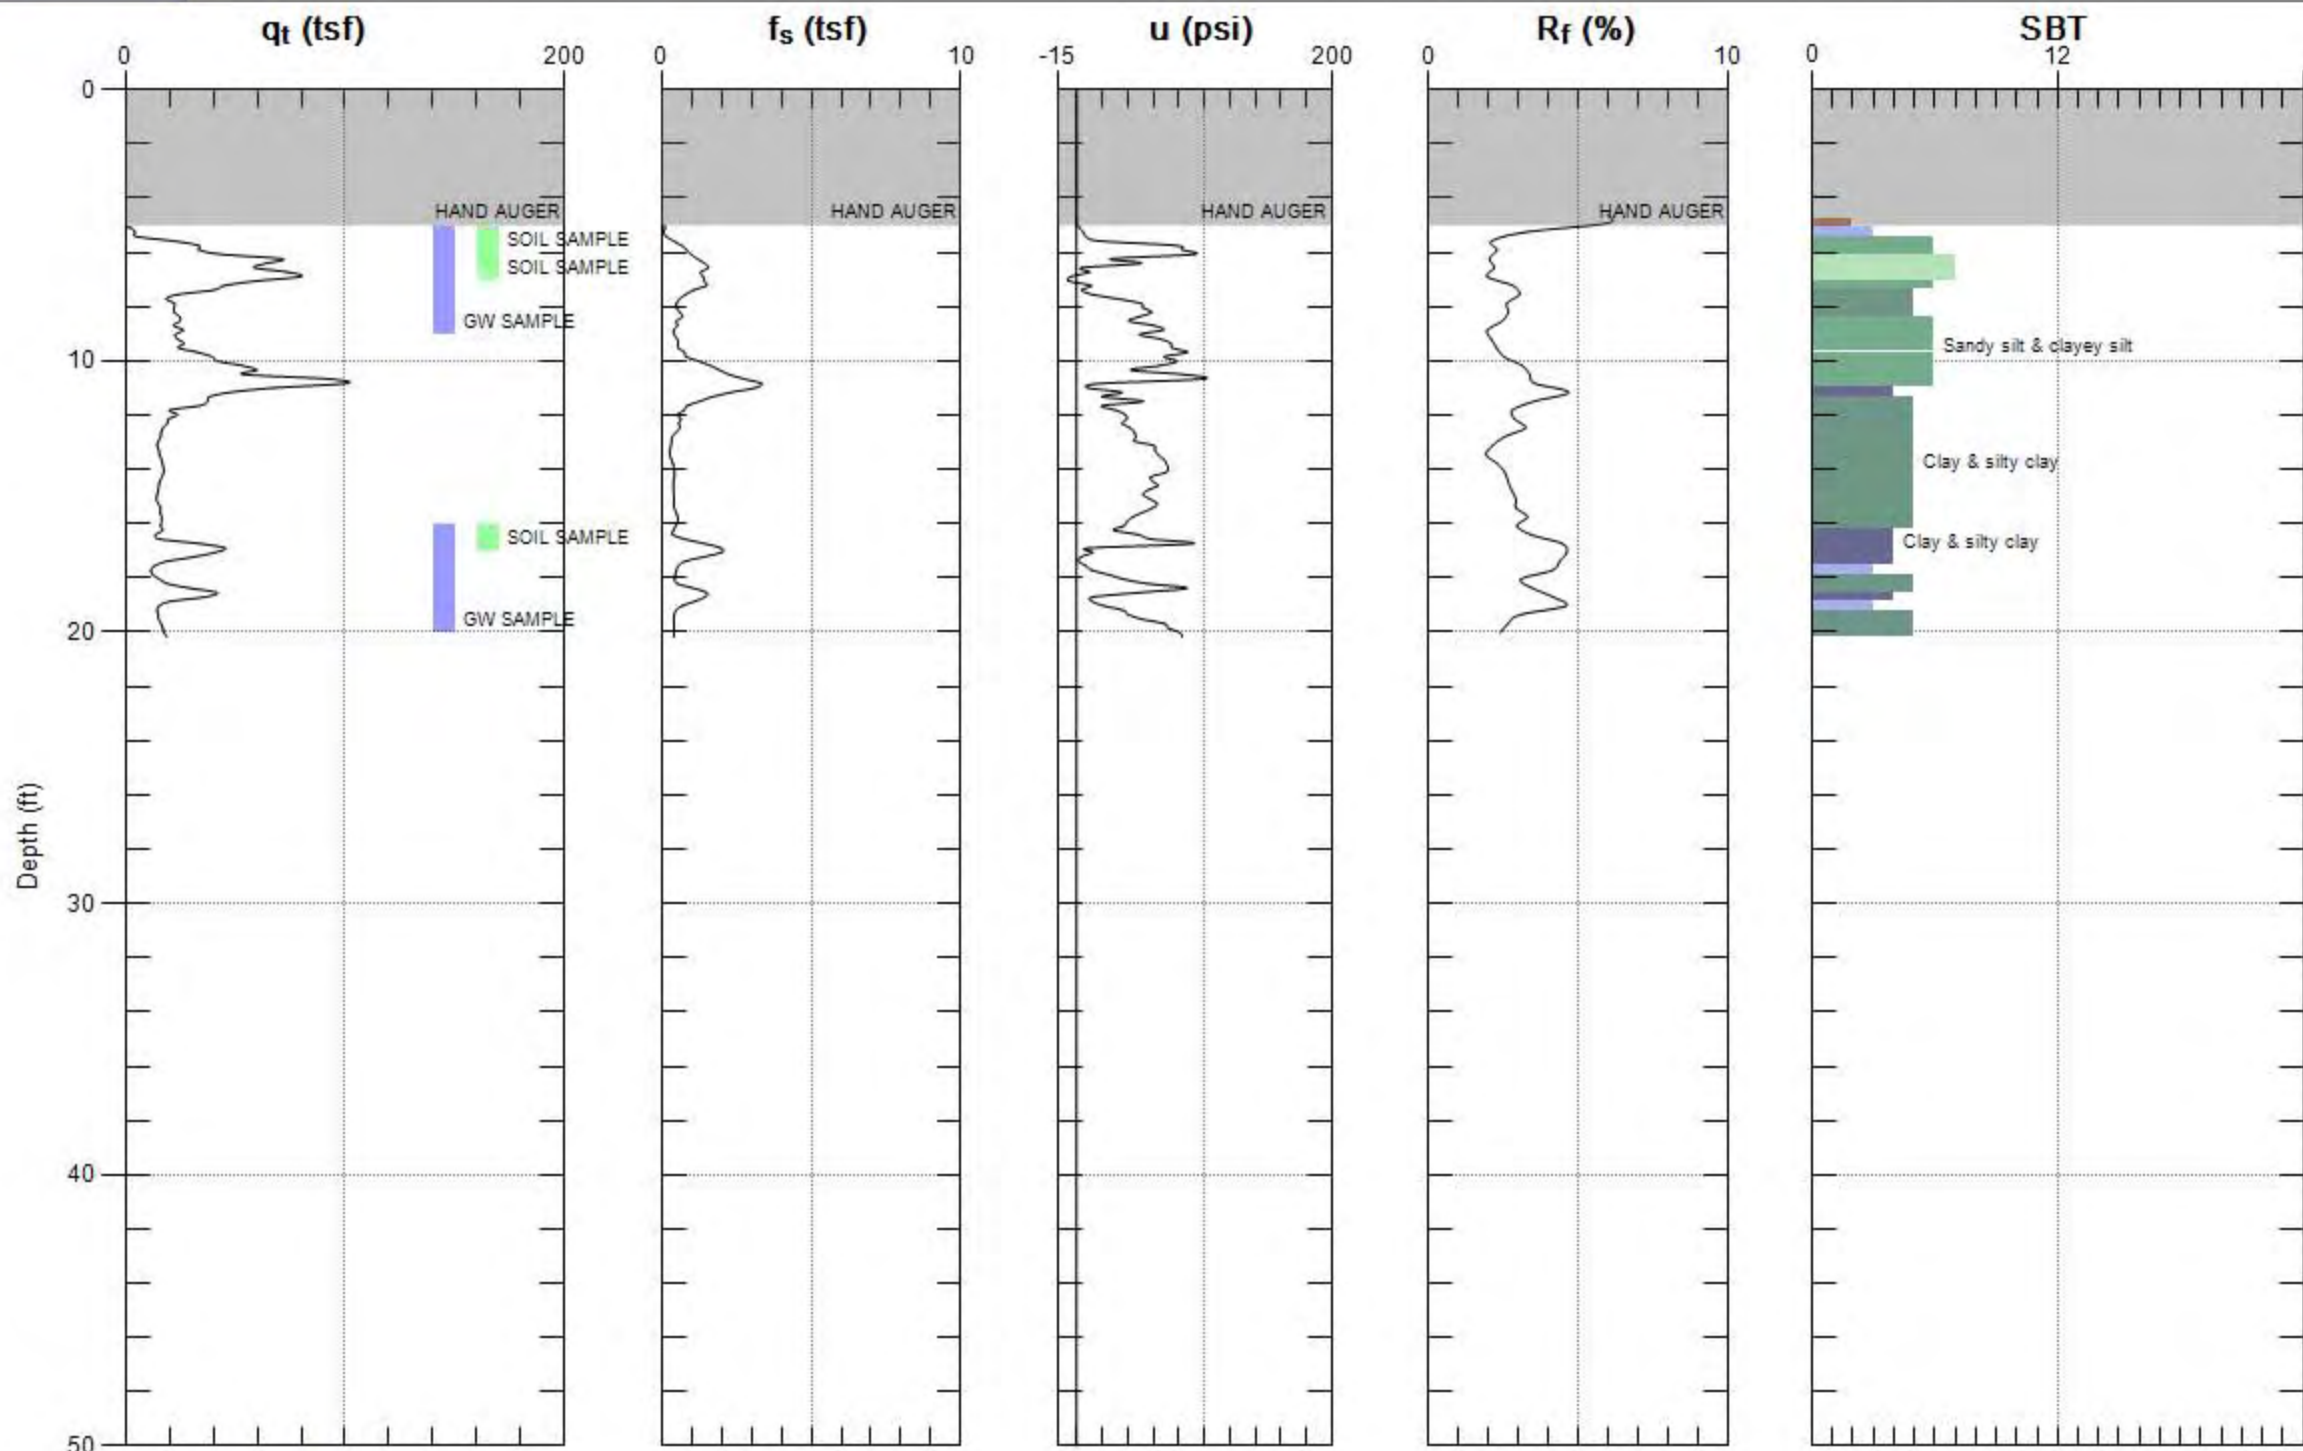 qt (tsf)
fs (tsf)
u (psi)
Rf (%)
SBT
0 200
0 10
-15 200
0 10
0 12
0
HAND AUGER
HAND AUGER
HAND AUGER
HAND AUGER
SOIL SAMPLE
SOIL SAMPLE
GW SAMPLE
Sandy silt & clayey silt
10
Clay & silty clay
SOIL SAMPLE
Clay & silty clay
GW SAMPLE
20
Depth (ft)
30
40
50